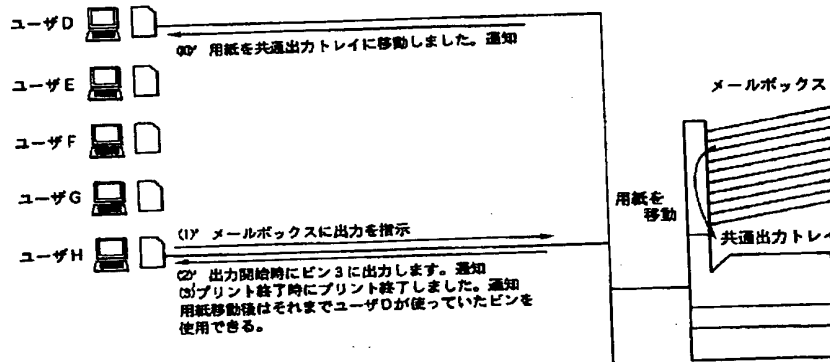 ユーザD
(X)' 用紙を共通出力トレイに移動しました。通知
ユーザE
メールボックス
ユーザF
ユーザG
用紙を
移動
(1)' メールボックスに出力を指示
共通出力トレイ
ユーザH
(2)' 出力開始時にビン3に出力します。通知
(3)'プリント終了時にプリント終了しました。通知
用紙移動後はそれまでユーザDが使っていたビンを
使用できる。